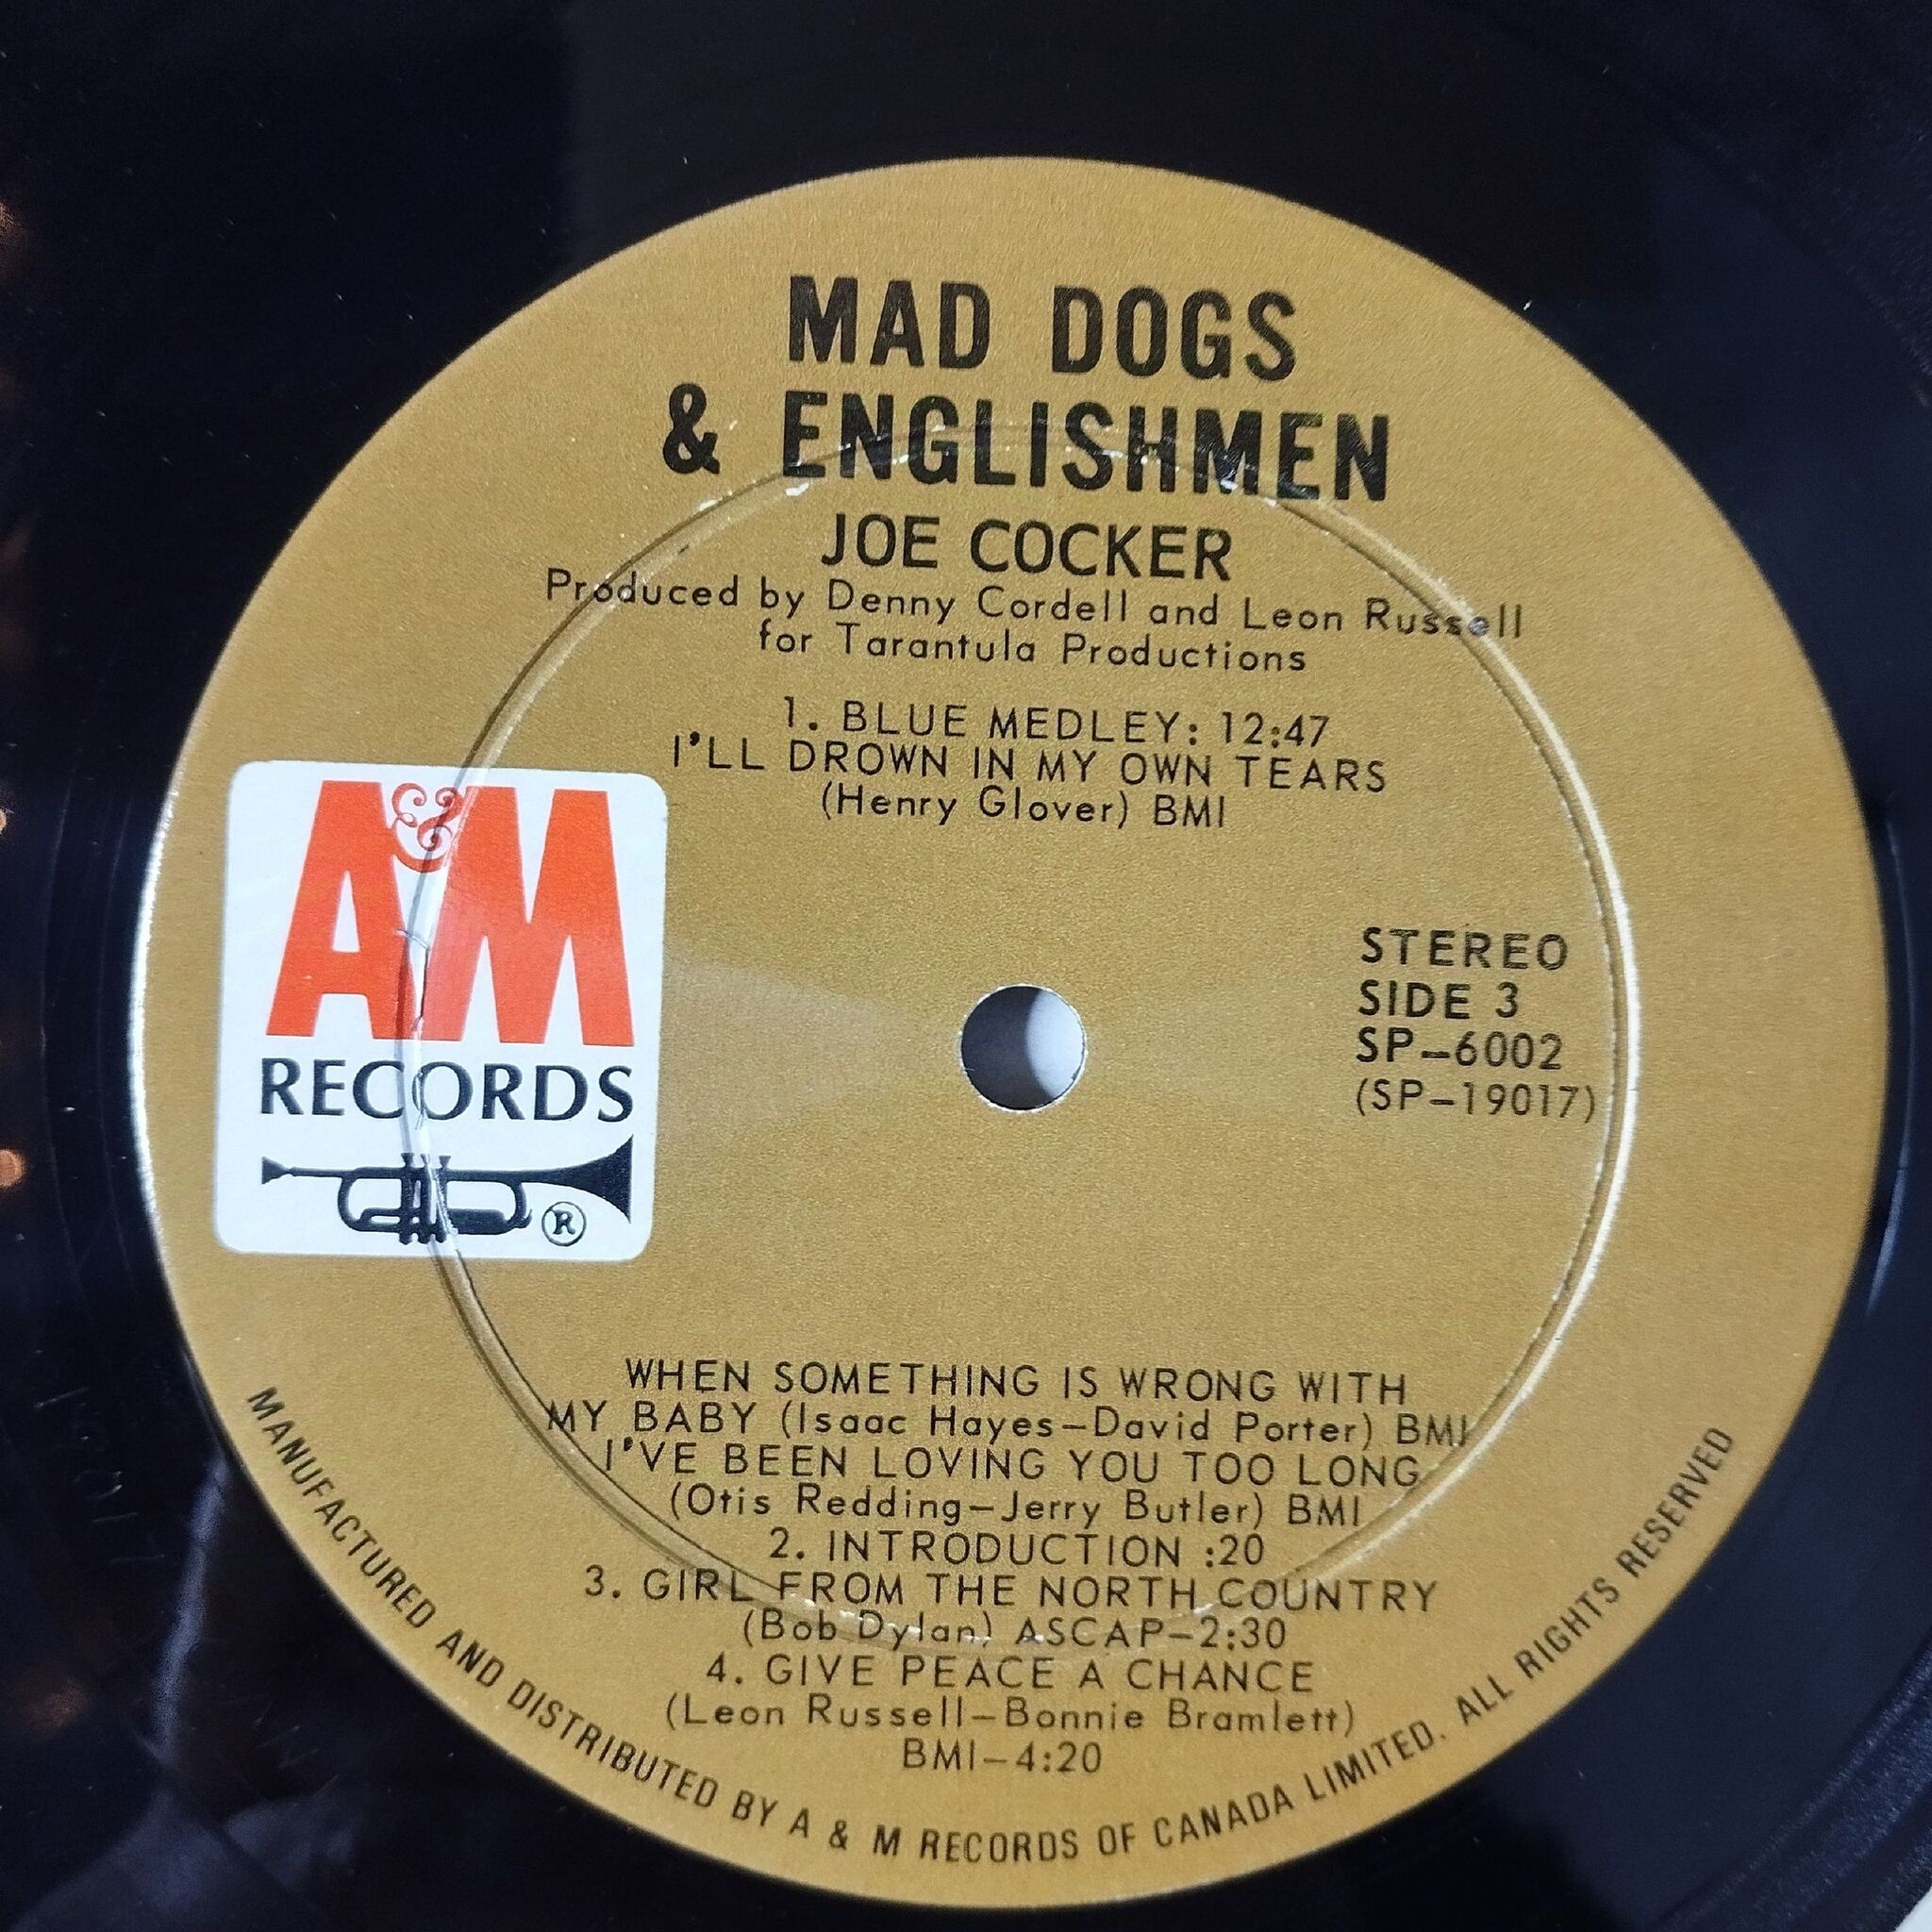 MAD DOGS
& ENGLISHMEN
JOE COCKER
Produced by Denny Cordell and Leon Russell
for Tarantula Productions
1. BLUE MEDLEY: 12:47
I'LL DROWN IN MY OWN TEARS
(Henry Glover) BMI
A&M
RECORDS
®
STEREO
SIDE 3
SP-6002
(SP-19017)
WHEN SOMETHING IS WRONG WITH
MY BABY (Isaac Hayes-David Porter) BMI
I'VE BEEN LOVING YOU TOO LONG
(Otis Redding-Jerry Butler) BMI
2. INTRODUCTION :20
3. GIRL FROM THE NORTH COUNTRY
(Bob Dylan) ASCAP-2:30
4. GIVE PEACE A CHANCE
(Leon Russell-Bonnie Bramlett)
BMI-4:20
MANUFACTURED AND DISTRIBUTED BY A & M RECORDS OF CANADA LIMITED. ALL RIGHTS RESERVED